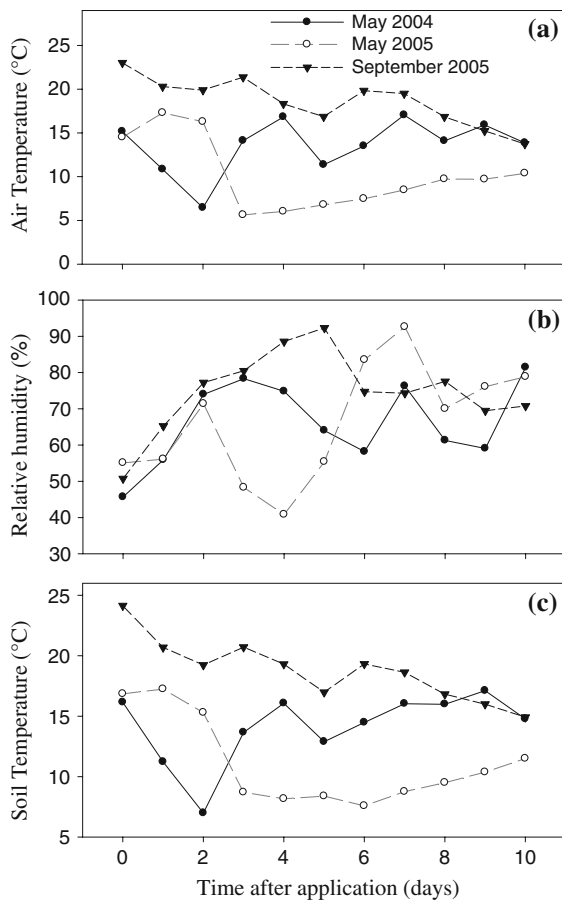 May 2004
May 2005
September 2005
(a)
Air Temperature (°C)
25
20
15
10
5
0
(b)
Relative humidity (%)
100
90
80
70
60
50
40
30
(c)
Soil Temperature (°C)
25
20
15
10
5
0 2 4 6 8 10
Time after application (days)